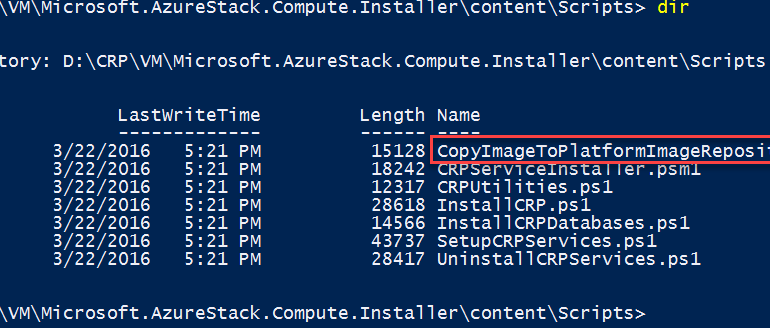 \VM\Microsoft.AzureStack.Compute.Installer\content\Scripts> dir
tory: D:\CRP\VM\Microsoft.AzureStack.Compute.Installer\content\Scripts
LastWriteTime Length Name
------------- ------ ----
3/22/2016 5:21 PM 15128 CopyImageToPlatformImageReposit
3/22/2016 5:21 PM 18242 CRPServiceInstaller.psm1
3/22/2016 5:21 PM 12317 CRPUtilities.ps1
3/22/2016 5:21 PM 28618 InstallCRP.ps1
3/22/2016 5:21 PM 14566 InstallCRPDatabases.ps1
3/22/2016 5:21 PM 43737 SetupCRPServices.ps1
3/22/2016 5:21 PM 28417 UninstallCRPServices.ps1
\VM\Microsoft.AzureStack.Compute.Installer\content\Scripts>